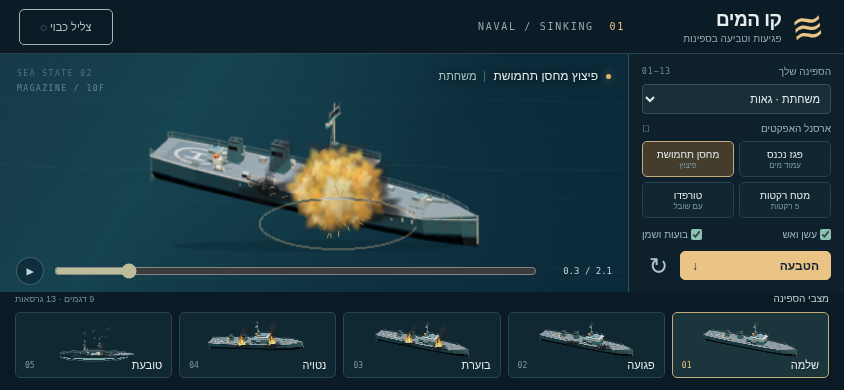 קו המים
פגיעות וטביעה בספינות
NAVAL / SINKING 01
צליל כבוי
הספינה שלך
01–13
משחתת · גאות
ארסנל האפקטים
פגז נכנס
עמוד מים
מחסן תחמושת
פיצוץ
מטח רקטות
5 רקטות
טורפדו
עם שובל
עשן ואש
בועות ושמן
הטבעה ↓
פיצוץ מחסן תחמושת | משחתת
SEA STATE 02
MAGAZINE / 10F
0.3 / 2.1
מצבי הספינה
9 דגמים · 13 גרסאות
שלמה 01
פגועה 02
בוערת 03
נטויה 04
טובעת 05